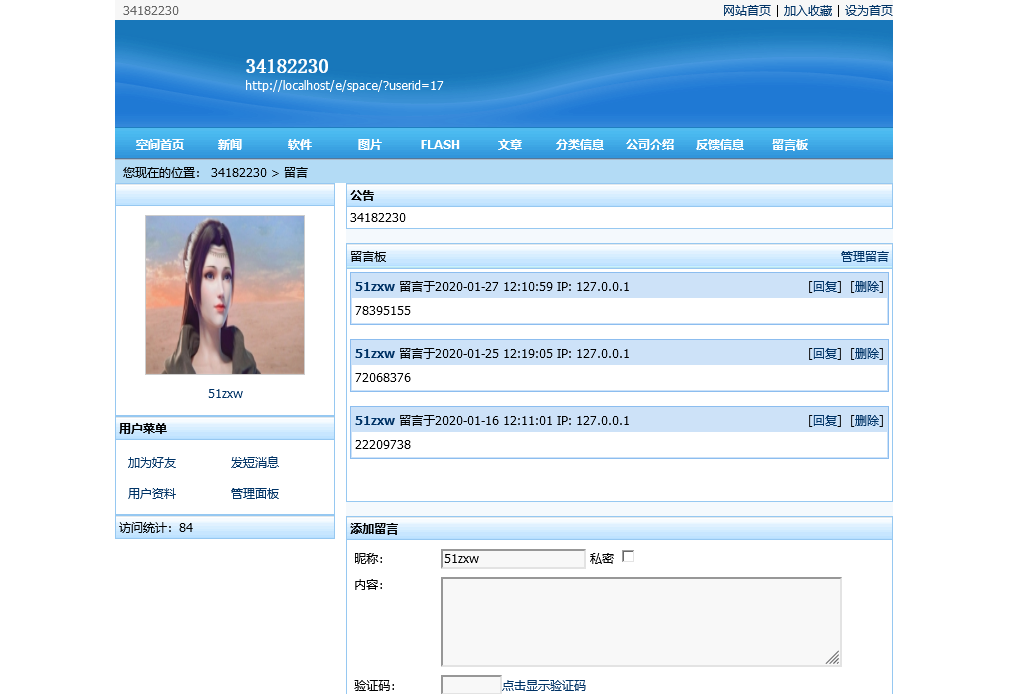 34182230 网站首页 | 加入收藏 | 设为首页
34182230
http://localhost/e/space/?userid=17
空间首页 新闻 软件 图片 FLASH 文章 分类信息 公司介绍 反馈信息 留言板
您现在的位置： 34182230 > 留言
51zxw
用户菜单
加为好友 发短消息
用户资料 管理面板
访问统计：84
公告
34182230
留言板 管理留言
51zxw 留言于2020-01-27 12:10:59 IP: 127.0.0.1 [回复] [删除]
78395155
51zxw 留言于2020-01-25 12:19:05 IP: 127.0.0.1 [回复] [删除]
72068376
51zxw 留言于2020-01-16 12:11:01 IP: 127.0.0.1 [回复] [删除]
22209738
添加留言
昵称： 51zxw 私密
内容：
验证码： 点击显示验证码